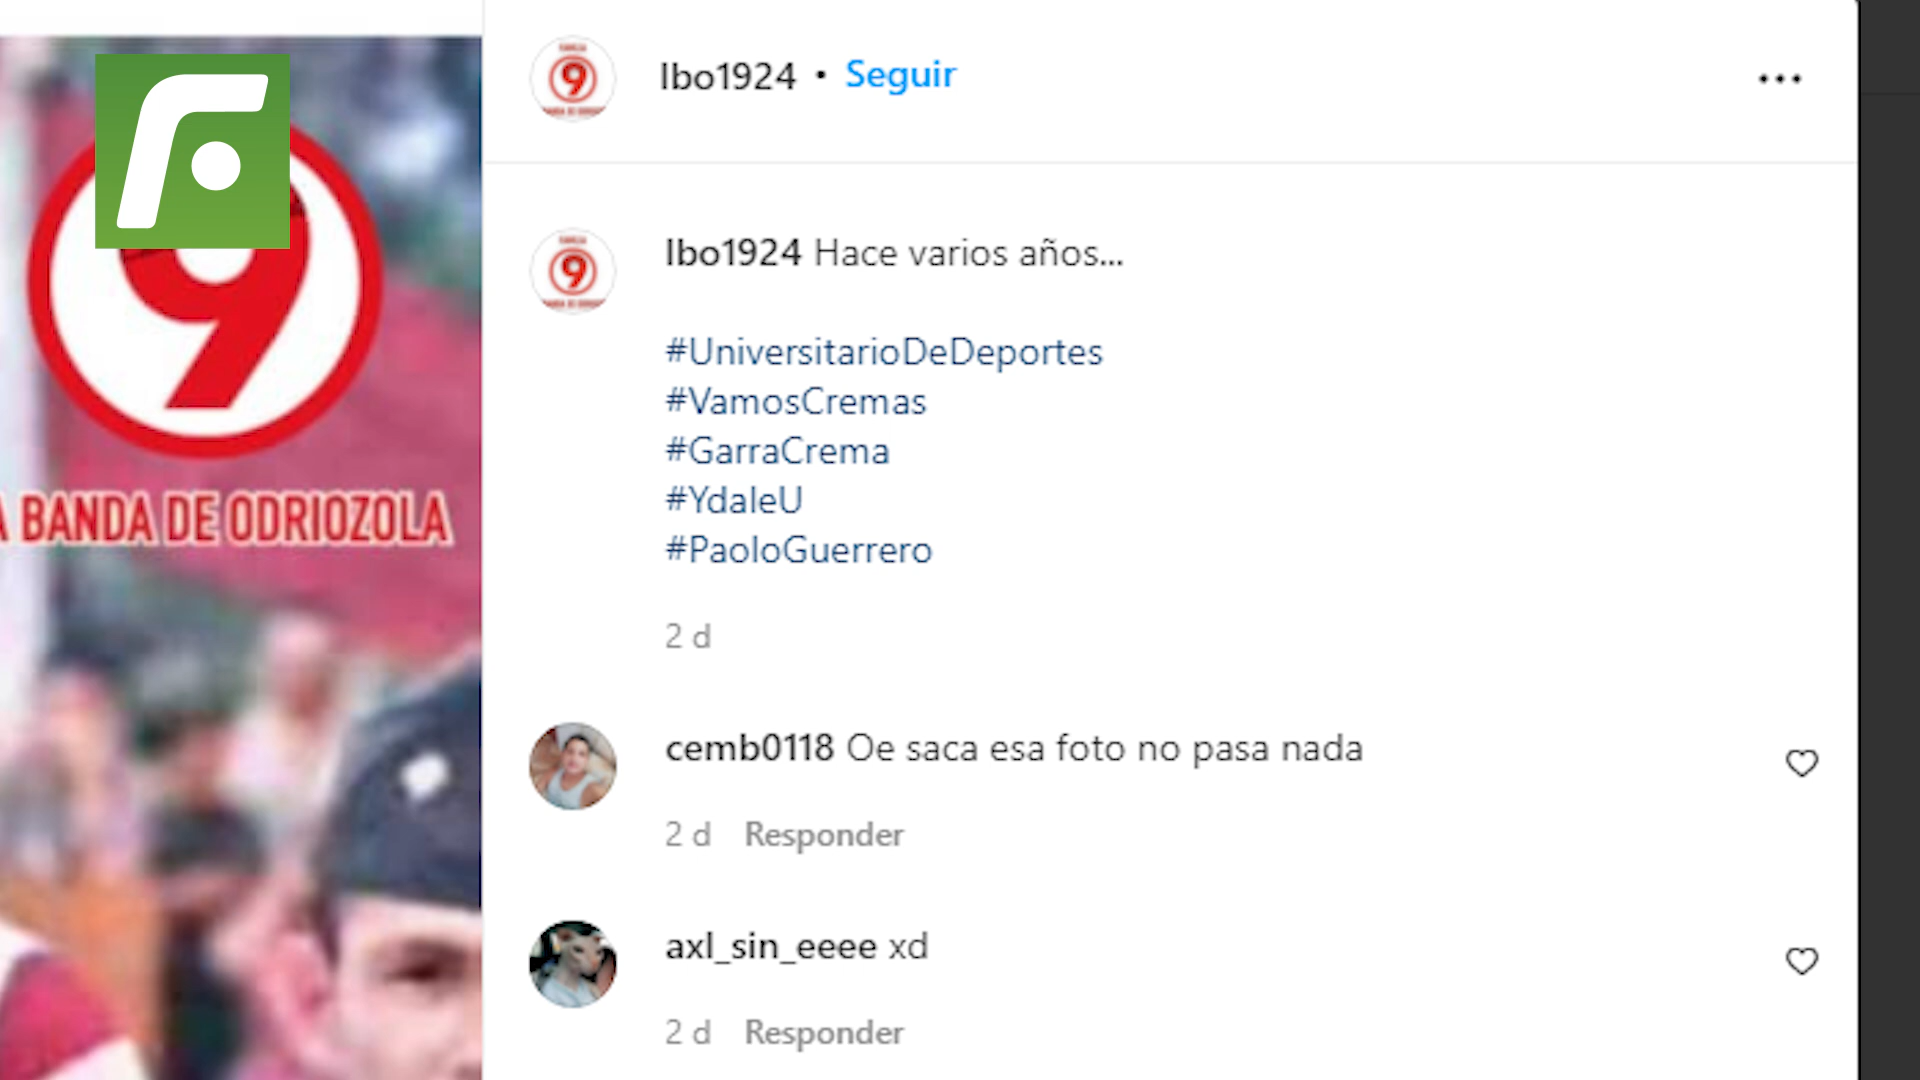 9
A BANDA DE ODRIOZOLA
lbo1924 • Seguir
lbo1924 Hace varios años...
#UniversitarioDeDeportes
#VamosCremas
#GarraCrema
#YdaleU
#PaoloGuerrero
2 d
cemb0118 Oe saca esa foto no pasa nada
2 d Responder
axl_sin_eeee xd
2 d Responder